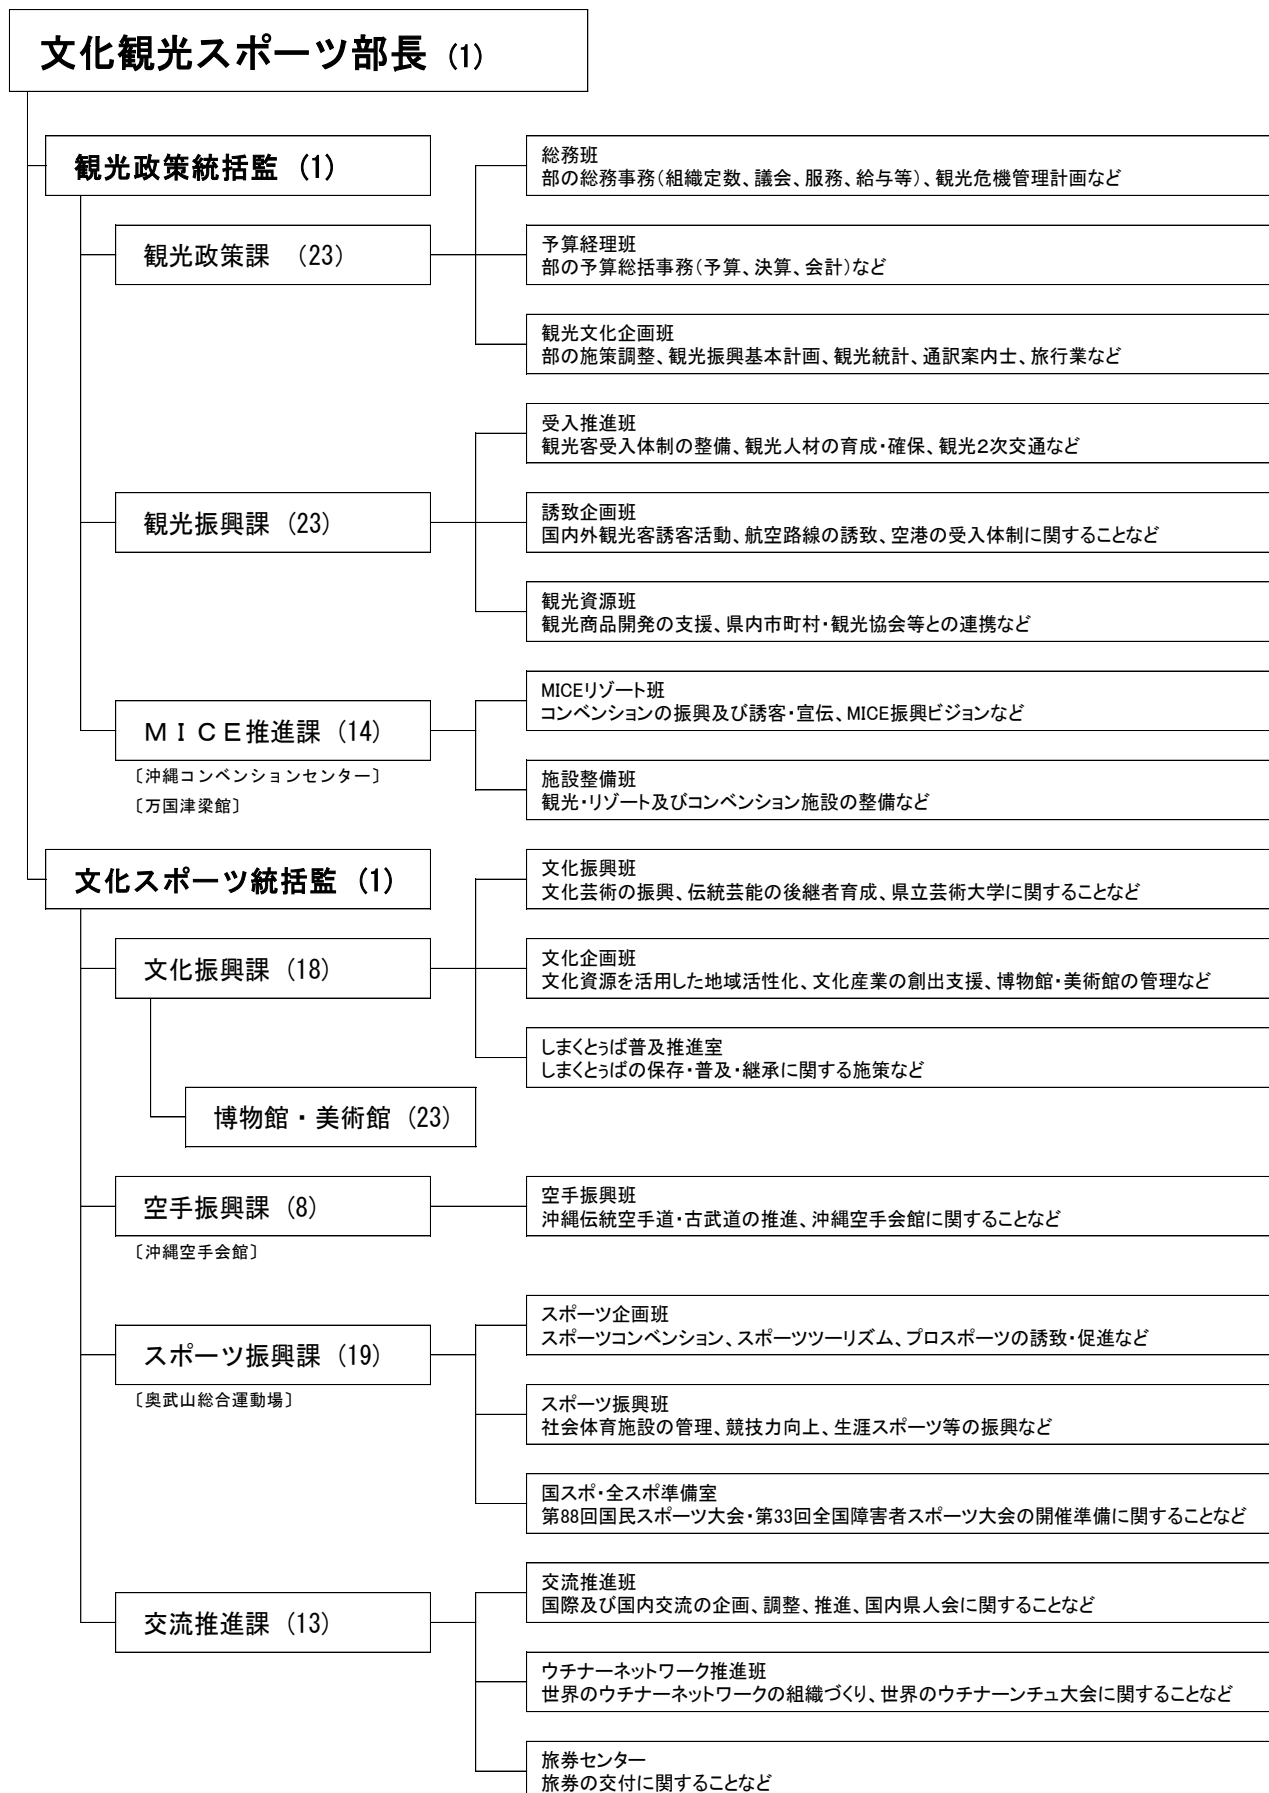 文化観光スポーツ部長 (1)
観光政策統括監 (1)
総務班
部の総務事務(組織定数、議会、服務、給与等)、観光危機管理計画など
観光政策課 (23)
予算経理班
部の予算総括事務(予算、決算、会計)など
観光文化企画班
部の施策調整、観光振興基本計画、観光統計、通訳案内士、旅行業など
受入推進班
観光客受入体制の整備、観光人材の育成・確保、観光2次交通など
観光振興課 (23)
誘致企画班
国内外観光客誘客活動、航空路線の誘致、空港の受入体制に関することなど
観光資源班
観光商品開発の支援、県内市町村・観光協会等との連携など
MICEリゾート班
コンベンションの振興及び誘客・宣伝、MICE振興ビジョンなど
MICE推進課 (14)
〔沖縄コンベンションセンター〕
〔万国津梁館〕
施設整備班
観光・リゾート及びコンベンション施設の整備など
文化スポーツ統括監 (1)
文化振興班
文化芸術の振興、伝統芸能の後継者育成、県立芸術大学に関することなど
文化振興課 (18)
文化企画班
文化資源を活用した地域活性化、文化産業の創出支援、博物館・美術館の管理など
しまくとぅば普及推進室
しまくとぅばの保存・普及・継承に関する施策など
博物館・美術館 (23)
空手振興課 (8)
〔沖縄空手会館〕
空手振興班
沖縄伝統空手道・古武道の推進、沖縄空手会館に関することなど
スポーツ企画班
スポーツコンベンション、スポーツツーリズム、プロスポーツの誘致・促進など
スポーツ振興課 (19)
〔奥武山総合運動場〕
スポーツ振興班
社会体育施設の管理、競技力向上、生涯スポーツ等の振興など
国スポ・全スポ準備室
第88回国民スポーツ大会・第33回全国障害者スポーツ大会の開催準備に関することなど
交流推進班
国際及び国内交流の企画、調整、推進、国内県人会に関することなど
交流推進課 (13)
ウチナーネットワーク推進班
世界のウチナーネットワークの組織づくり、世界のウチナーンチュ大会に関することなど
旅券センター
旅券の交付に関することなど